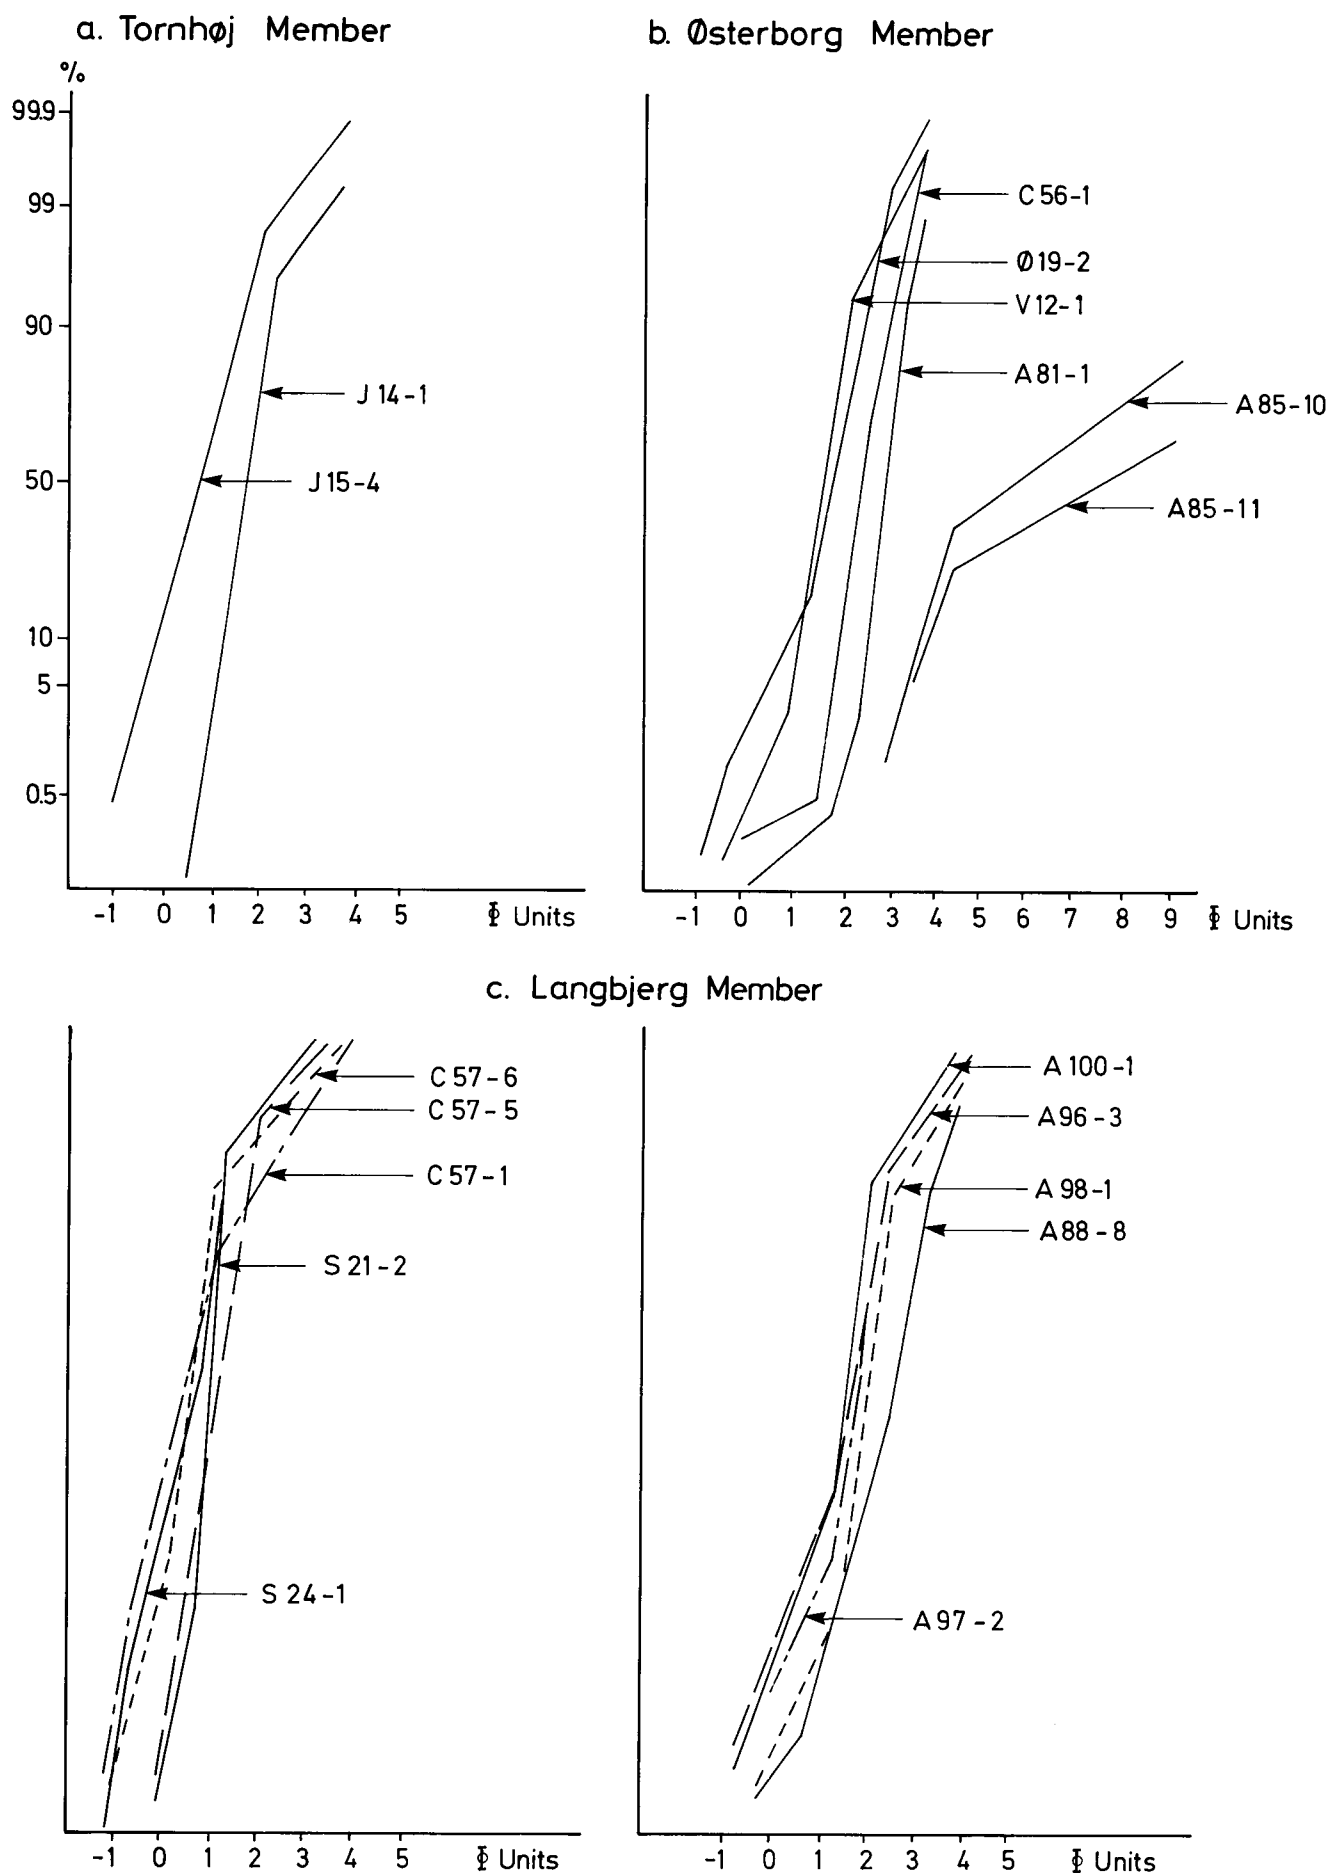 a. Tornhøj Member
%
99.9
99
90
50
10
5
0.5
J 14-1
J 15-4
-1 0 1 2 3 4 5 Φ Units
b. Østerborg Member
C 56-1
Ø 19-2
V 12-1
A 81-1
A 85-10
A 85-11
-1 0 1 2 3 4 5 6 7 8 9 Φ Units
c. Langbjerg Member
C 57-6
C 57-5
C 57-1
S 21-2
S 24-1
-1 0 1 2 3 4 5 Φ Units
A 100-1
A 96-3
A 98-1
A 88-8
A 97-2
-1 0 1 2 3 4 5 Φ Units